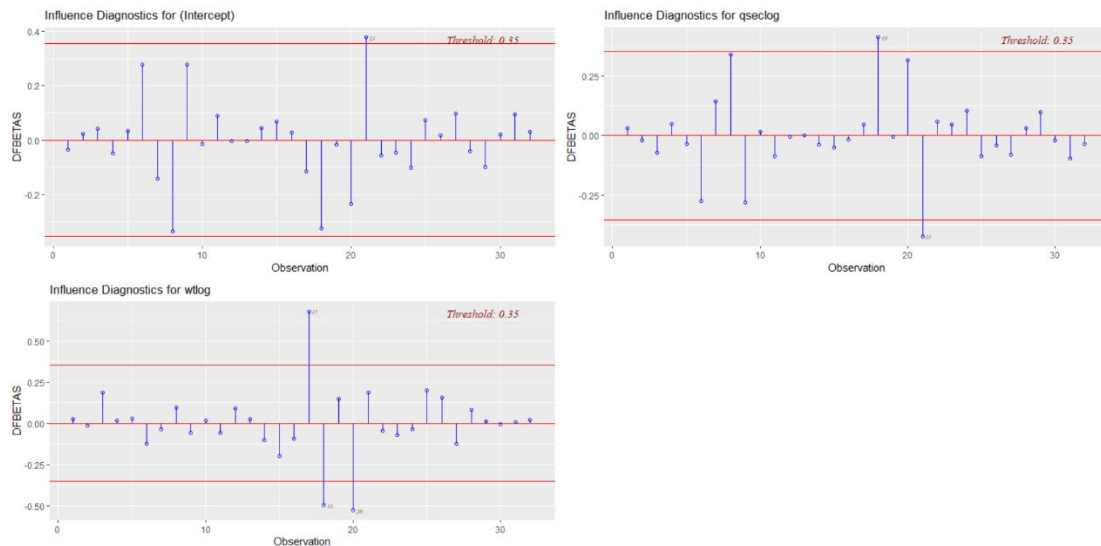 Influence Diagnostics for (Intercept)
Threshold: 0.35
0.4
0.2
0.0
-0.2
DFBETAS
21
0
10
20
30
Observation
Influence Diagnostics for qseclog
Threshold: 0.35
0.25
0.00
-0.25
DFBETAS
18
21
0
10
20
30
Observation
Influence Diagnostics for wtlog
Threshold: 0.35
0.50
0.25
0.00
-0.25
-0.50
DFBETAS
17
18
20
0
10
20
30
Observation